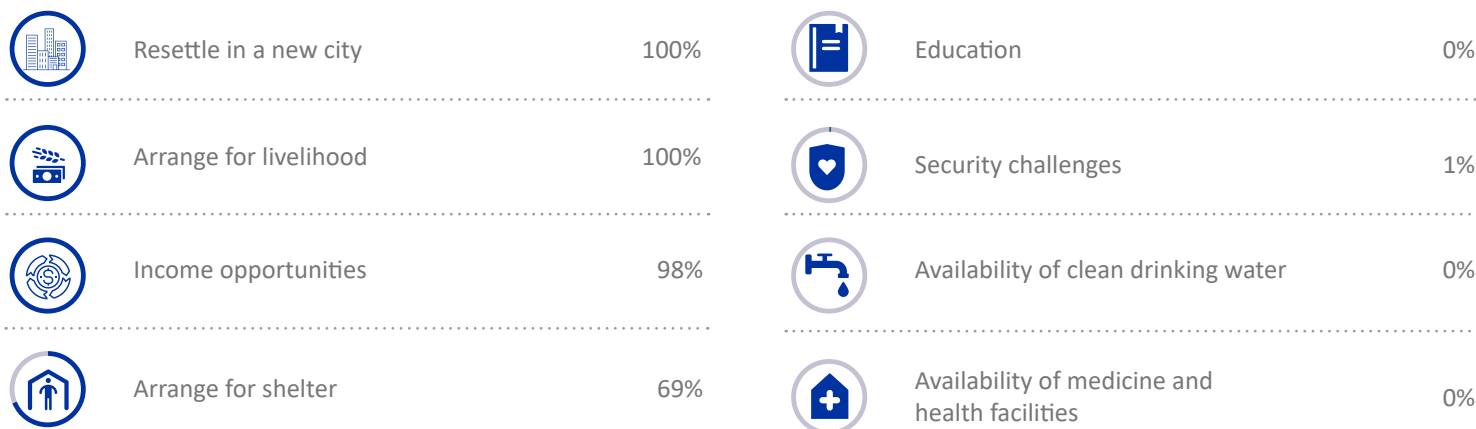 Resettle in a new city 100%
Arrange for livelihood 100%
Income opportunities 98%
Arrange for shelter 69%
Education 0%
Security challenges 1%
Availability of clean drinking water 0%
Availability of medicine and
health facilities 0%